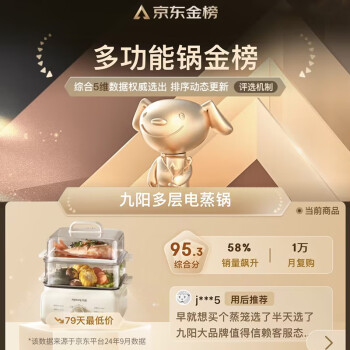 京东金榜
多功能锅金榜
综合5维数据权威选出 排序动态更新 评选机制
九阳多层电蒸锅
当前商品
95.3 58% 1万
综合分 销量飙升 月复购
j***5 用后推荐
早就想买个蒸笼选了半天选了
九阳大品牌值得信赖客服态...
79天最低价
*该数据来源于京东平台24年9月数据